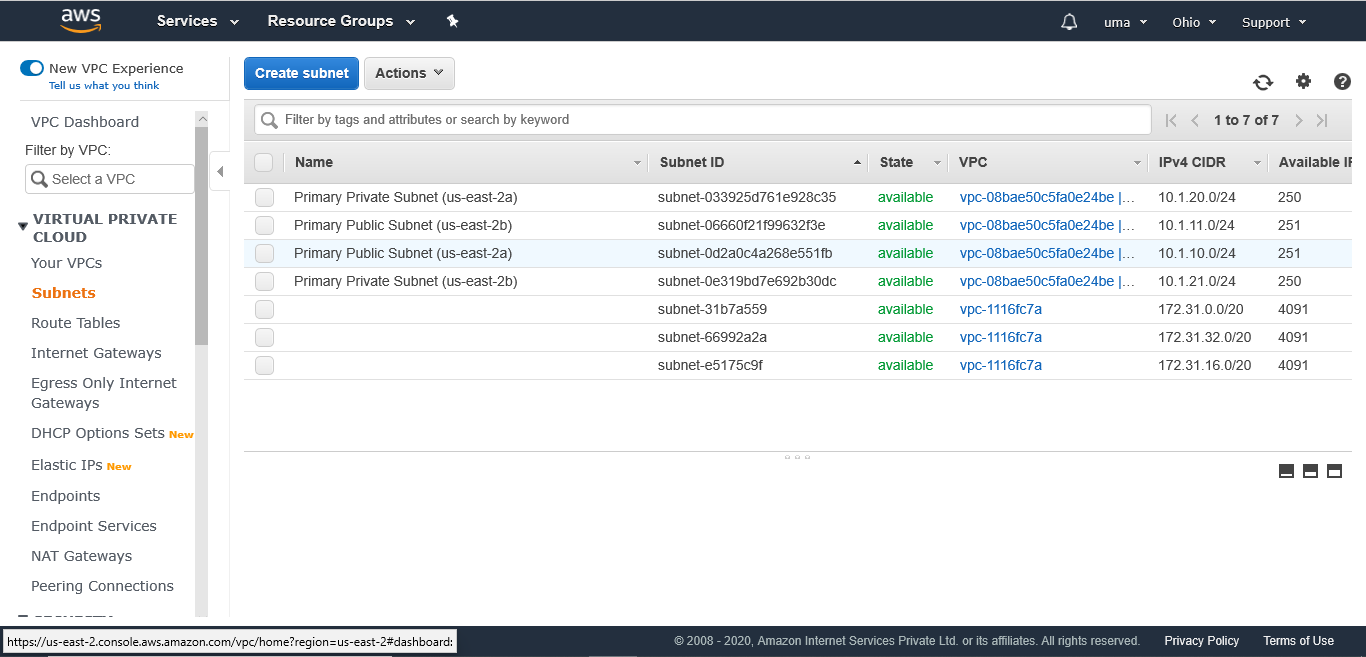 aws Services Resource Groups uma Ohio Support
New VPC Experience
Tell us what you think
VPC Dashboard
Filter by VPC:
Select a VPC
VIRTUAL PRIVATE
CLOUD
Your VPCs
Subnets
Route Tables
Internet Gateways
Egress Only Internet
Gateways
DHCP Options Sets New
Elastic IPs New
Endpoints
Endpoint Services
NAT Gateways
Peering Connections
Create subnet Actions
Filter by tags and attributes or search by keyword 1 to 7 of 7
Name Subnet ID State VPC IPv4 CIDR Available IP
Primary Private Subnet (us-east-2a) subnet-033925d761e928c35 available vpc-08bae50c5fa0e24be |... 10.1.20.0/24 250
Primary Public Subnet (us-east-2b) subnet-06660f21f99632f3e available vpc-08bae50c5fa0e24be |... 10.1.11.0/24 251
Primary Public Subnet (us-east-2a) subnet-0d2a0c4a268e551fb available vpc-08bae50c5fa0e24be |... 10.1.10.0/24 251
Primary Private Subnet (us-east-2b) subnet-0e319bd7e692b30dc available vpc-08bae50c5fa0e24be |... 10.1.21.0/24 250
subnet-31b7a559 available vpc-1116fc7a 172.31.0.0/20 4091
subnet-66992a2a available vpc-1116fc7a 172.31.32.0/20 4091
subnet-e5175c9f available vpc-1116fc7a 172.31.16.0/20 4091
https://us-east-2.console.aws.amazon.com/vpc/home?region=us-east-2#dashboard:
© 2008 - 2020, Amazon Internet Services Private Ltd. or its affiliates. All rights reserved. Privacy Policy Terms of Use